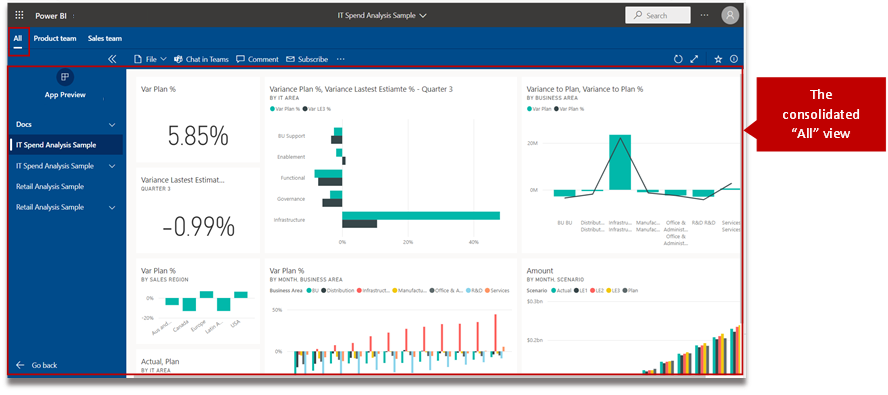 Power BI
IT Spend Analysis Sample
Search
All
Product team
Sales team
File
Chat in Teams
Comment
Subscribe
App Preview
Docs
IT Spend Analysis Sample
IT Spend Analysis Sample
Retail Analysis Sample
Retail Analysis Sample
Go back
Var Plan %
5.85%
Variance Lastest Estimat...
QUARTER 3
-0.99%
Variance Plan %, Variance Lastest Estiamte % - Quarter 3
BY IT AREA
Var Plan % Var LE3 %
BU Support
Enablement
Functional
Governance
Infrastructure
0% 20% 40%
Variance to Plan, Variance to Plan %
BY BUSINESS AREA
Var Plan Var Plan %
20M
0M
BU BU Distribut... Infrastru... Manufac... Office & R&D R&D Services
Distribut... Infrastru... Manufac... Administ... Services
Office &
Administ...
Var Plan %
BY SALES REGION
0%
-20%
Aus and... Canada Europe Latin A... USA
Var Plan %
BY MONTH, BUSINESS AREA
Business Area BU Distribution Infrastruct... Manufactu... Office & A... R&D Services
50%
0%
Amount
BY MONTH, SCENARIO
Scenario Actual LE1 LE2 LE3 Plan
$0.3bn
$0.2bn
Actual, Plan
BY IT AREA
The
consolidated
“All” view